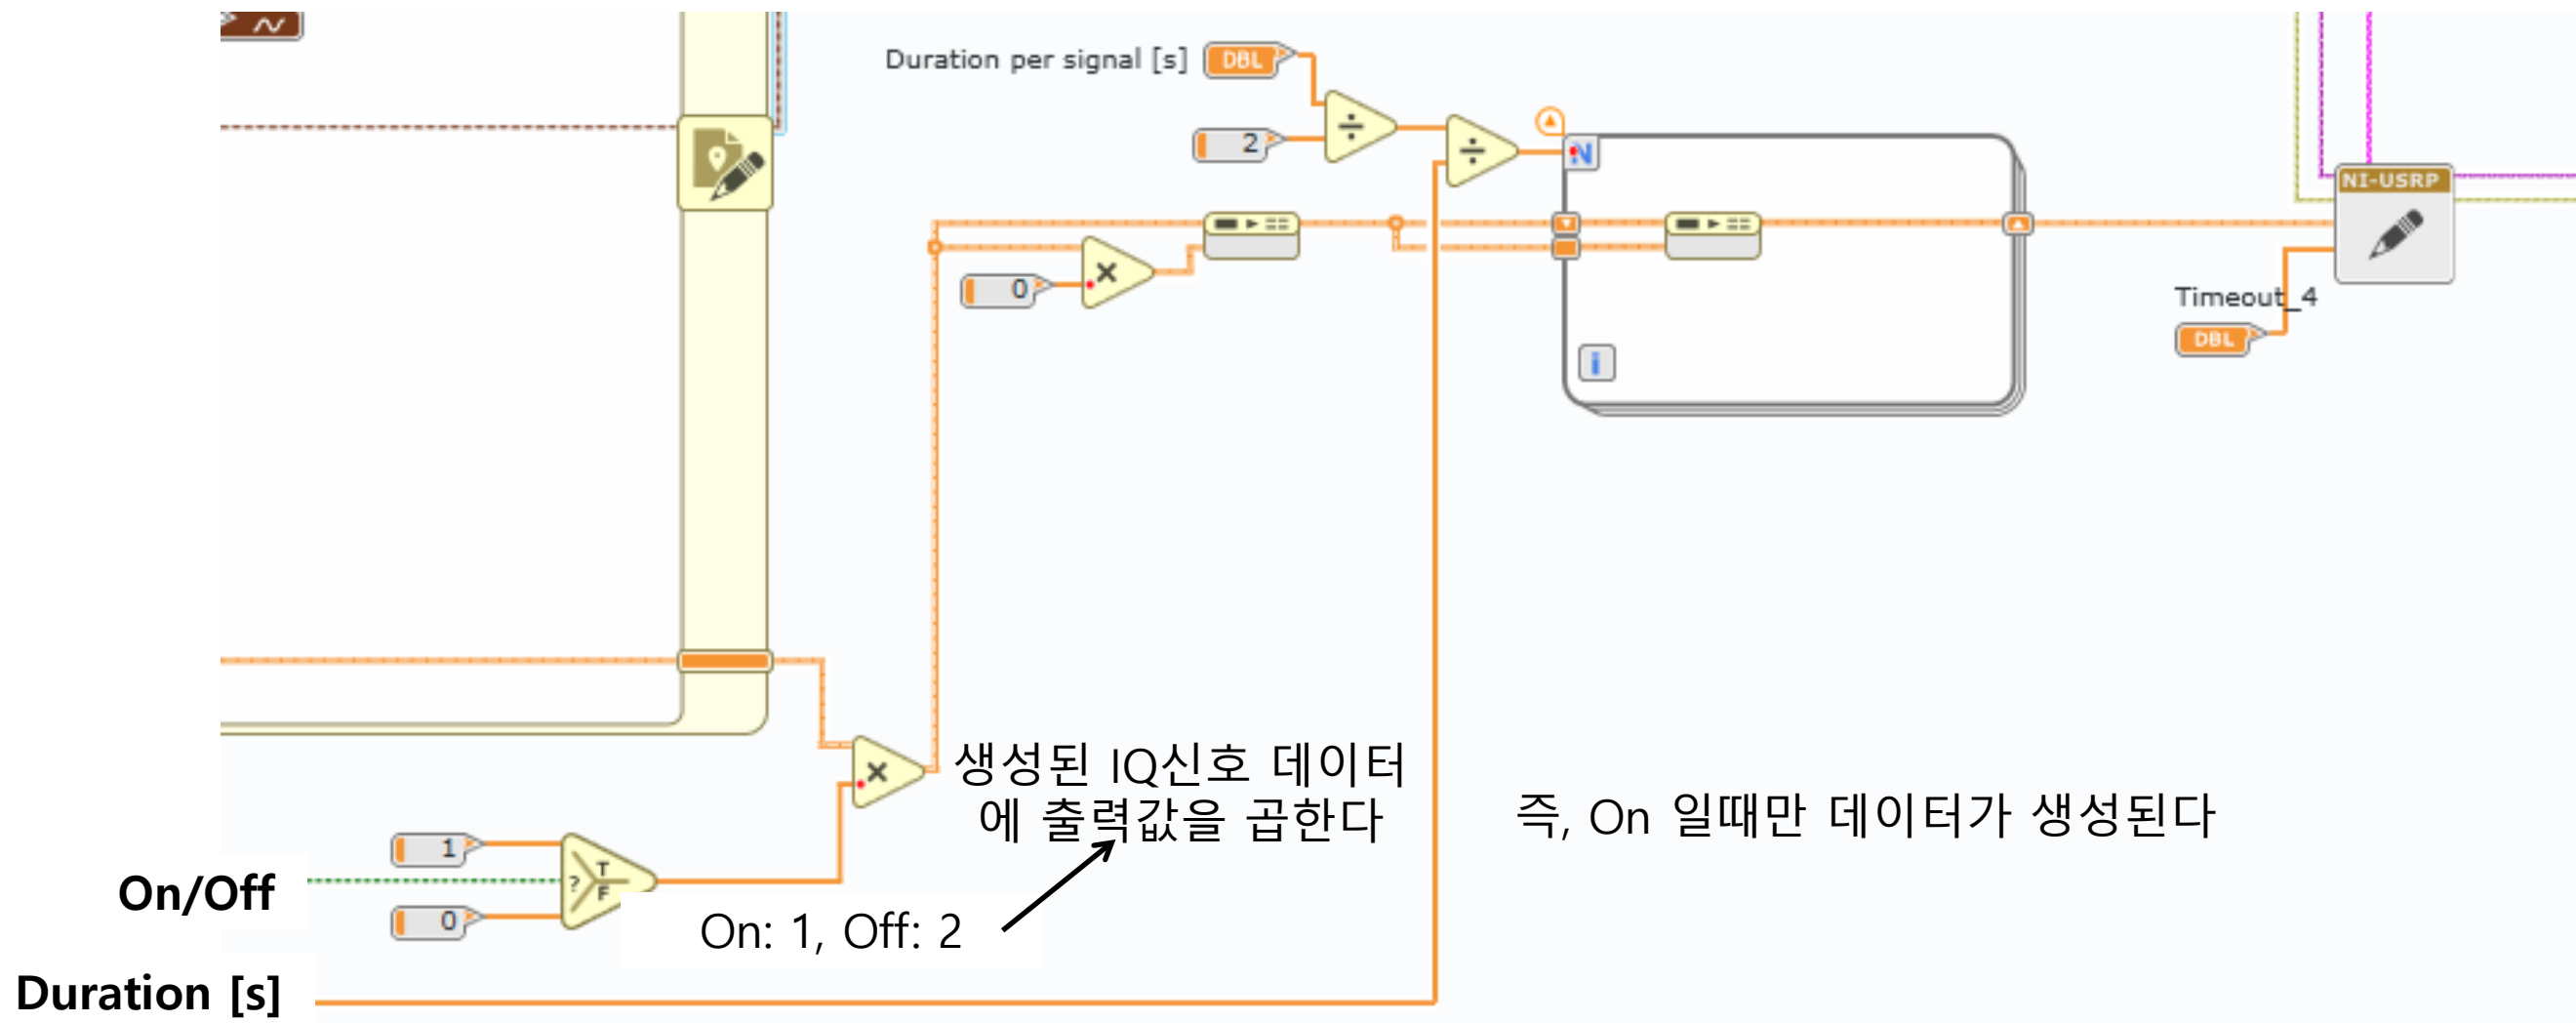 Duration per signal [s]
DBL
2
N
NI-USRP
0
Timeout_4
DBL
i
생성된 IQ신호 데이터
에 출력값을 곱한다
즉, On 일때만 데이터가 생성된다
1
On/Off
? T
F
0
On: 1, Off: 2
Duration [s]